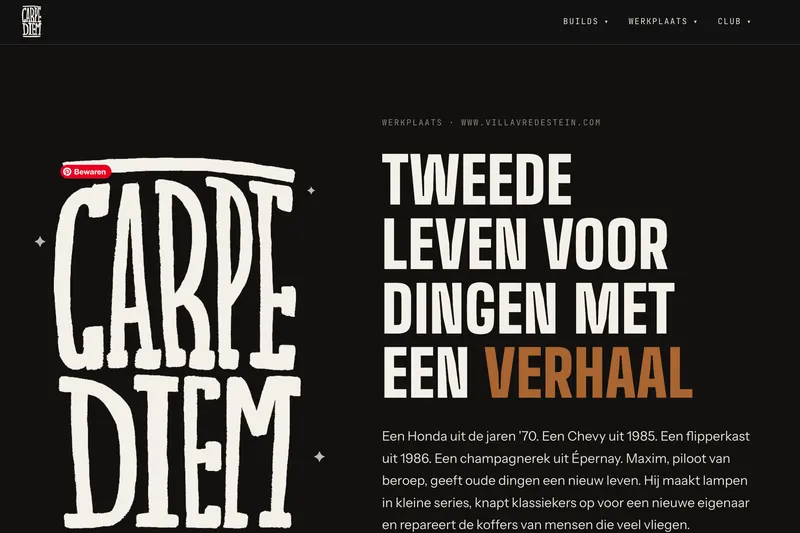 CARPE
DIEM
BUILDS ▾ WERKPLAATS ▾ CLUB ▾
WERKPLAATS · WWW.VILLAVREDESTEIN.COM
Bewaren
CARPE
DIEM
TWEEDE
LEVEN VOOR
DINGEN MET
EEN VERHAAL
Een Honda uit de jaren '70. Een Chevy uit 1985. Een flipperkast
uit 1986. Een champagnerek uit Épernay. Maxim, piloot van
beroep, geeft oude dingen een nieuw leven. Hij maakt lampen
in kleine series, knapt klassiekers op voor een nieuwe eigenaar
en repareert de koffers van mensen die veel vliegen.